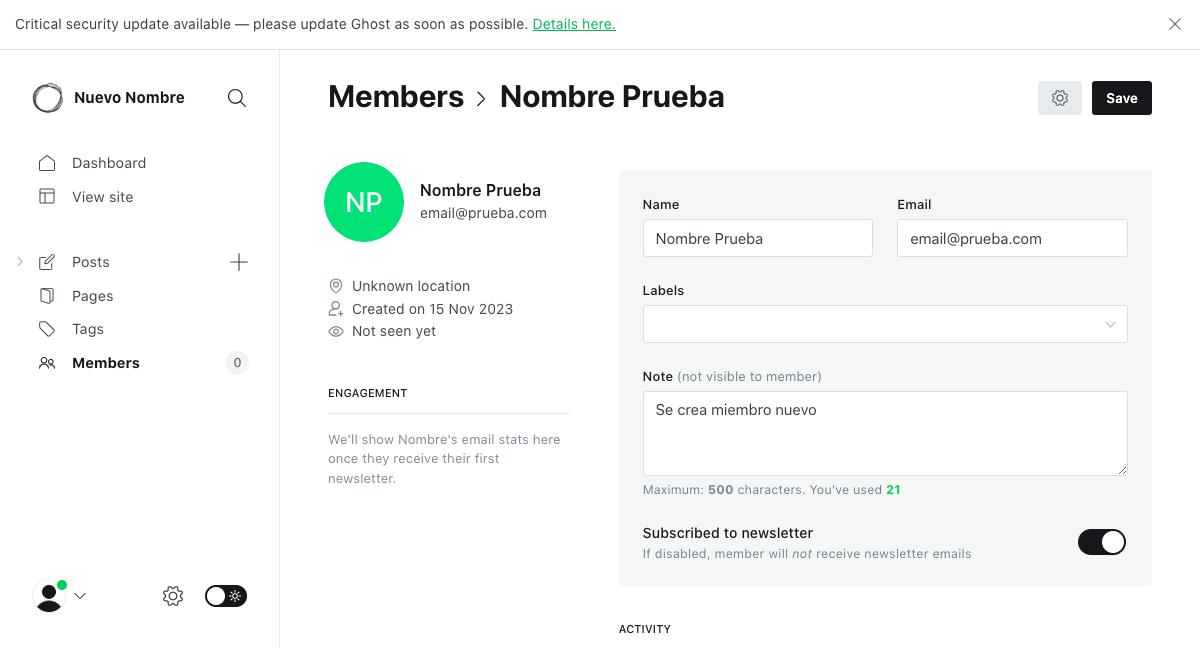 Critical security update available — please update Ghost as soon as possible. Details here.
Nuevo Nombre
Dashboard
View site
Posts
Pages
Tags
Members 0
Members > Nombre Prueba
Save
NP
Nombre Prueba
email@prueba.com
Unknown location
Created on 15 Nov 2023
Not seen yet
ENGAGEMENT
We'll show Nombre's email stats here
once they receive their first
newsletter.
Name
Nombre Prueba
Email
email@prueba.com
Labels
Note (not visible to member)
Se crea miembro nuevo
Maximum: 500 characters. You’ve used 21
Subscribed to newsletter
If disabled, member will not receive newsletter emails
ACTIVITY